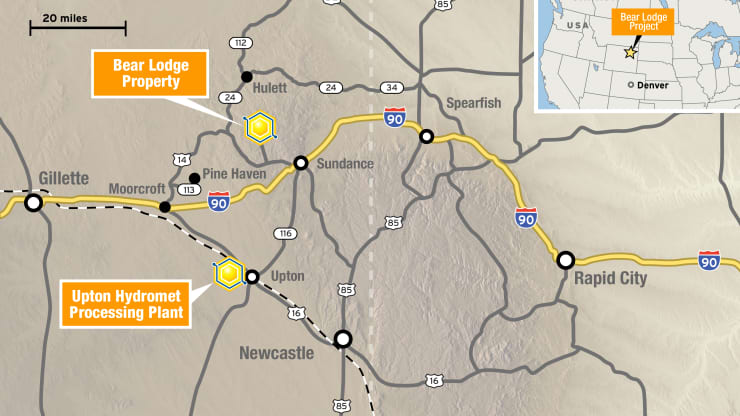 20 miles
85
USA
Bear Lodge
Project
Denver
112
Bear Lodge
Property
Hulett
24
34
24
Spearfish
90
14
Pine Haven
Sundance
Gillette
Moorcroft
113
90
90
116
85
90
Rapid City
Upton
Upton Hydromet
Processing Plant
85
16
Newcastle
16
85